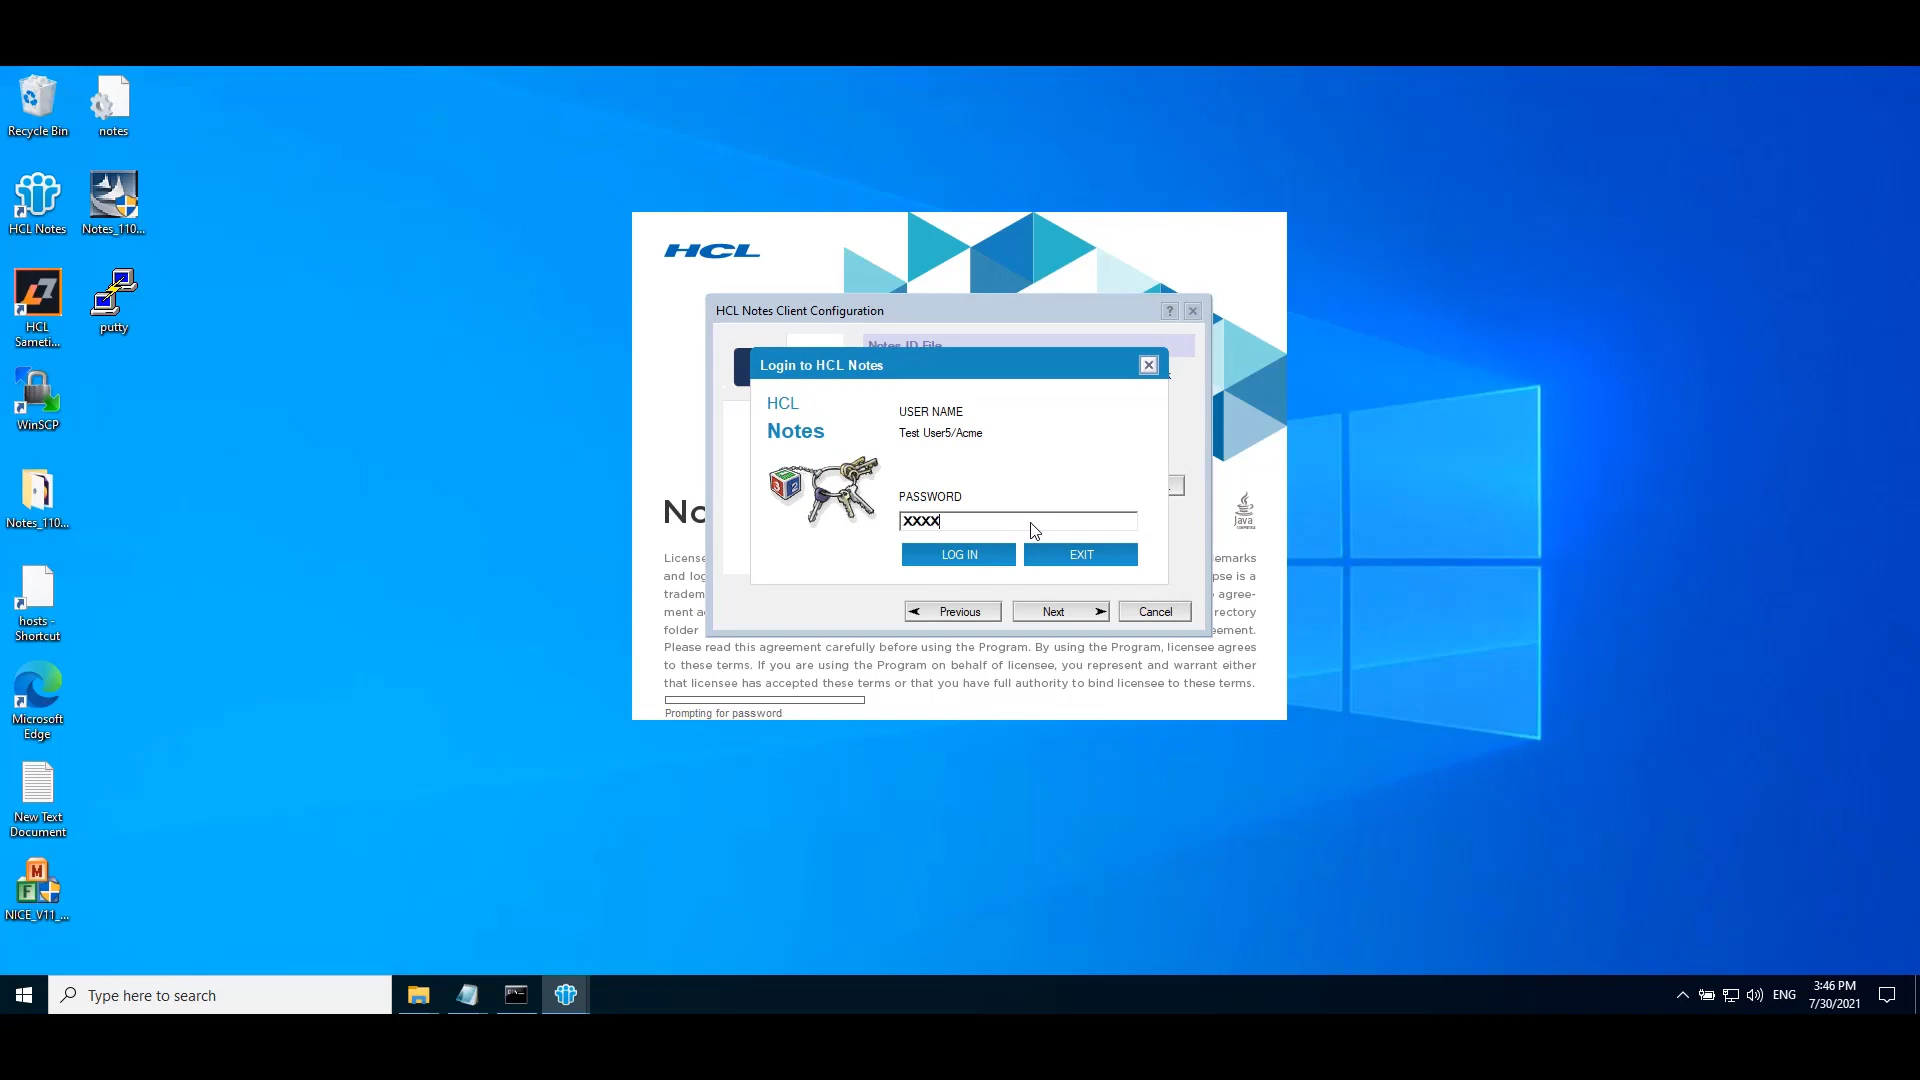 Recycle Bin
notes
HCL Notes
Notes_110...
HCL
Sameti...
putty
WinSCP
Notes_110...
hosts -
Shortcut
Microsoft
Edge
New Text
Document
NICE_V11_...
HCL
HCL Notes Client Configuration
?
Notes ID File
Login to HCL Notes
HCL
Notes
USER NAME
Test User5/Acme
PASSWORD
XXXX
LOG IN
EXIT
Previous
Next
Cancel
No
Java
License
emarks
and log
pse is a
tradem
agree-
ment a
rectory
folder
eement.
Please read this agreement carefully before using the Program. By using the Program, licensee agrees
to these terms. If you are using the Program on behalf of licensee, you represent and warrant either
that licensee has accepted these terms or that you have full authority to bind licensee to these terms.
Prompting for password
Type here to search
ENG
3:46 PM
7/30/2021